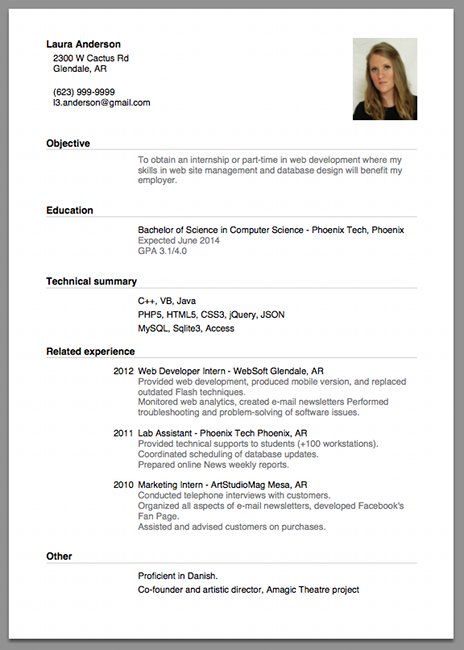 Laura Anderson
2300 W Cactus Rd
Glendale, AR
(623) 999-9999
l3.anderson@gmail.com
Objective
To obtain an internship or part-time in web development where my
skills in web site management and database design will benefit my
employer.
Education
Bachelor of Science in Computer Science - Phoenix Tech, Phoenix
Expected June 2014
GPA 3.1/4.0
Technical summary
C++, VB, Java
PHP5, HTML5, CSS3, jQuery, JSON
MySQL, Sqlite3, Access
Related experience
2012 Web Developer Intern - WebSoft Glendale, AR
Provided web development, produced mobile version, and replaced
outdated Flash techniques.
Monitored web analytics, created e-mail newsletters Performed
troubleshooting and problem-solving of software issues.
2011 Lab Assistant - Phoenix Tech Phoenix, AR
Provided technical supports to students (+100 workstations).
Coordinated scheduling of database updates.
Prepared online News weekly reports.
2010 Marketing Intern - ArtStudioMag Mesa, AR
Conducted telephone interviews with customers.
Organized all aspects of e-mail newsletters, developed Facebook's
Fan Page.
Assisted and advised customers on purchases.
Other
Proficient in Danish.
Co-founder and artistic director, Amagic Theatre project